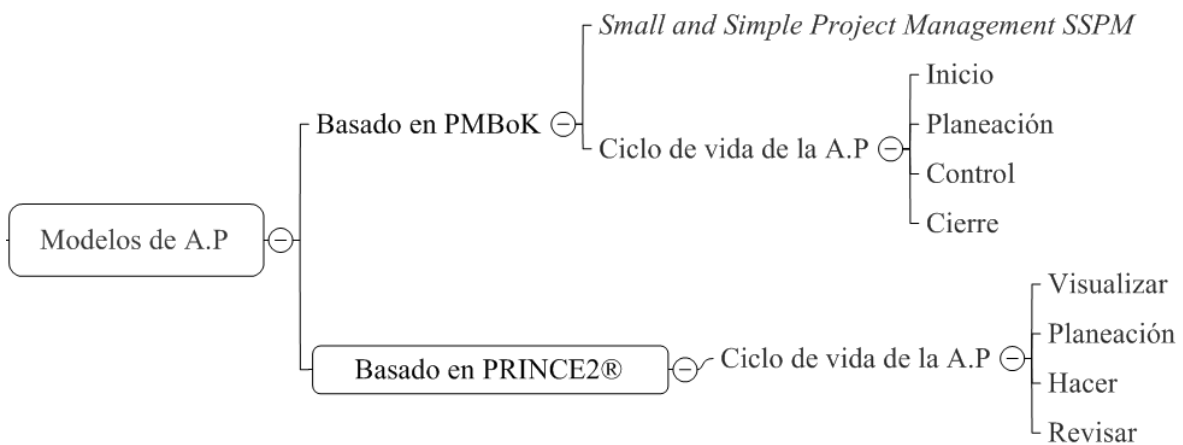 Small and Simple Project Management SSPM
Inicio
Basado en PMBoK
Planeación
Ciclo de vida de la A.P
Control
Cierre
Modelos de A.P
Visualizar
Planeación
Basado en PRINCE2®
Ciclo de vida de la A.P
Hacer
Revisar